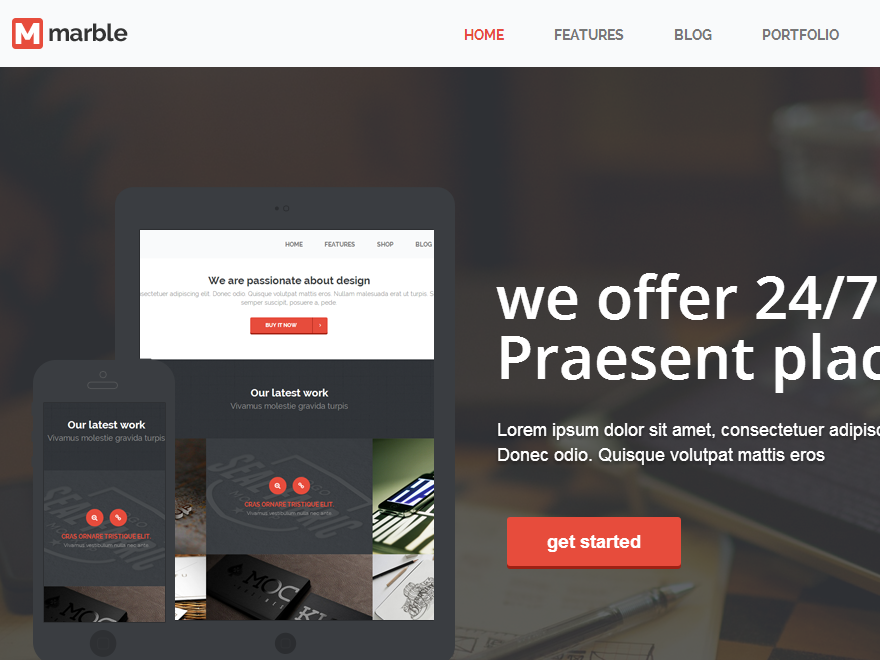 M marble
HOME FEATURES BLOG PORTFOLIO
HOME FEATURES SHOP BLOG
We are passionate about design
sectetuer adipiscing elit. Donec odio. Quisque volutpat mattis eros. Nullam malesuada erat ut turpis. S
semper suscipit, posuere a, pede
BUY IT NOW
Our latest work
Vivamus molestie gravida turpis
CRAS ORNARE TRISTIQUE ELIT
Vivamus vestibulum nulla nec ante
Our latest work
Vivamus molestie gravida turpis
CRAS ORNARE TRISTIQUE ELIT
Vivamus vestibulum nulla nec ante
we offer 24/7
Praesent plac
Lorem ipsum dolor sit amet, consectetuer adipisc
Donec odio. Quisque volutpat mattis eros
get started